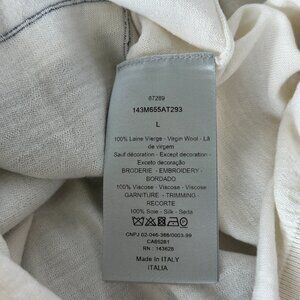 67289
143M655AT293
L
100% Laine Vierge - Virgin Wool - Lã
de virgem
Sauf décoration - Except decoration -
Exceto decoração
BRODERIE - EMBROIDERY -
BORDADO
100% Viscose - Viscose - Viscose
GARNITURE - TRIMMING
RECORTE
100% Soie - Silk - Seda
CNPJ 02-046-366/0003-99
CA65281
RN : 143628
Made In ITALY
ITALIA